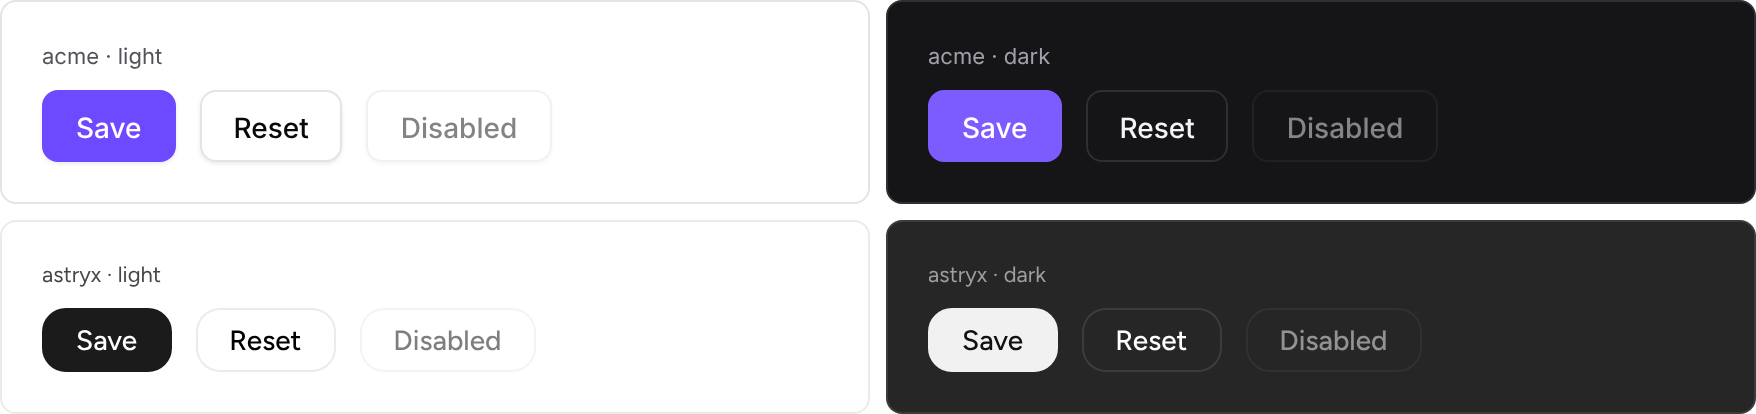 acme · light
Save
Reset
Disabled
acme · dark
Save
Reset
Disabled
astryx · light
Save
Reset
Disabled
astryx · dark
Save
Reset
Disabled